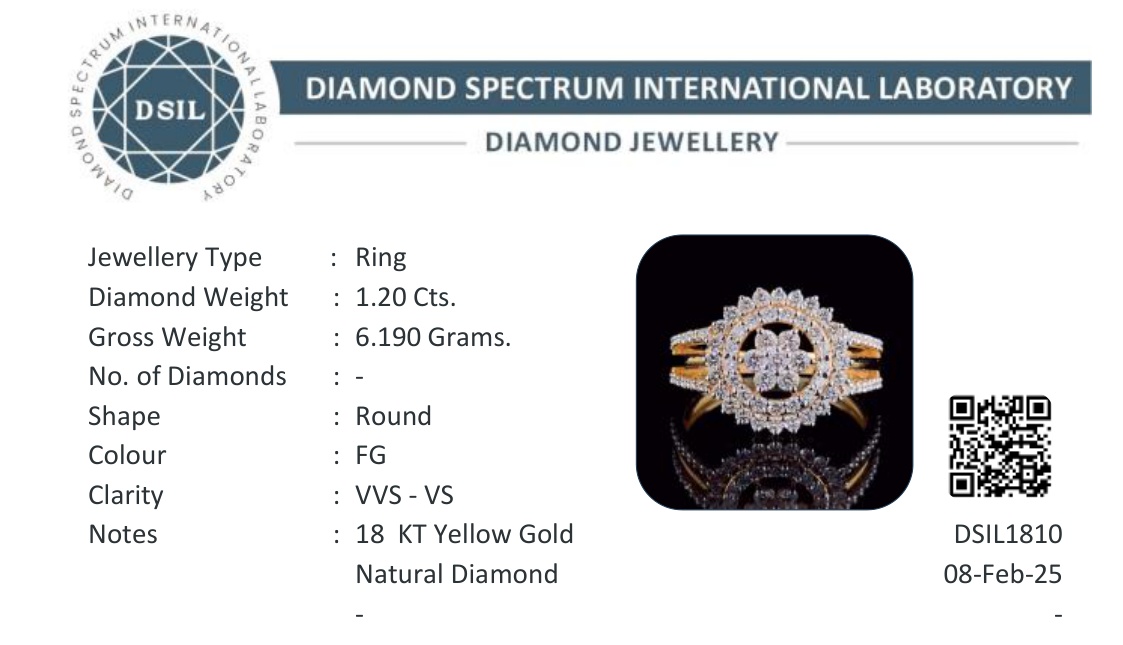 DIAMOND SPECTRUM INTERNATIONAL LABORATORY
DSIL
DIAMOND SPECTRUM INTERNATIONAL LABORATORY
DIAMOND JEWELLERY
Jewellery Type : Ring
Diamond Weight : 1.20 Cts.
Gross Weight : 6.190 Grams.
No. of Diamonds : -
Shape : Round
Colour : FG
Clarity : VVS - VS
Notes : 18 KT Yellow Gold DSIL1810
Natural Diamond 08-Feb-25
- -